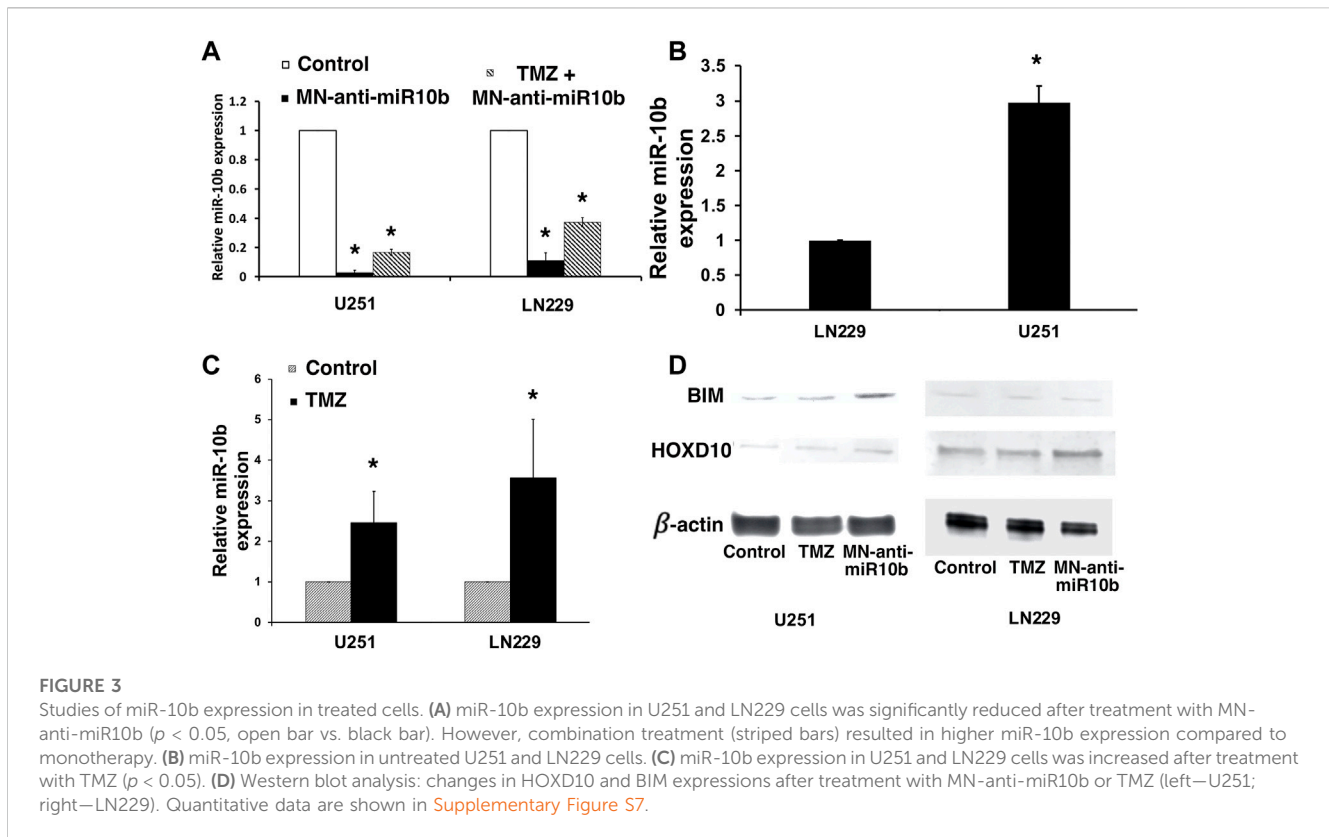 A
Control
MN-anti-miR10b
TMZ +
MN-anti-miR10b
Relative miR-10b expression
1.2
1
0.8
0.6
0.4
0.2
0
* * * *
U251 LN229
B
Relative miR-10b
expression
3.5
3
2.5
2
1.5
1
0.5
0
*
LN229 U251
C
Control
TMZ
Relative miR-10b
expression
6
5
4
3
2
1
0
* *
U251 LN229
D
BIM
HOXD10
β-actin
Control TMZ MN-anti-
miR10b
U251
Control TMZ MN-anti-
miR10b
LN229
FIGURE 3
Studies of miR-10b expression in treated cells. (A) miR-10b expression in U251 and LN229 cells was significantly reduced after treatment with MN-
anti-miR10b (p < 0.05, open bar vs. black bar). However, combination treatment (striped bars) resulted in higher miR-10b expression compared to
monotherapy. (B) miR-10b expression in untreated U251 and LN229 cells. (C) miR-10b expression in U251 and LN229 cells was increased after treatment
with TMZ (p < 0.05). (D) Western blot analysis: changes in HOXD10 and BIM expressions after treatment with MN-anti-miR10b or TMZ (left—U251;
right—LN229). Quantitative data are shown in Supplementary Figure S7.